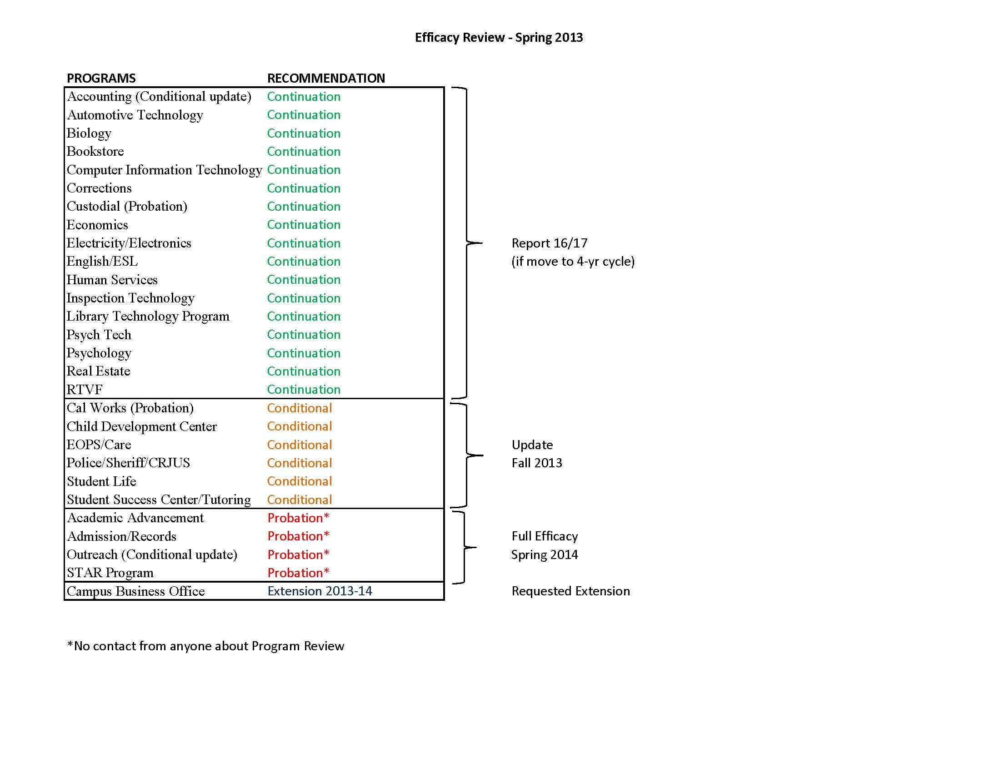 Efficacy Review - Spring 2013
PROGRAMS RECOMMENDATION
Accounting (Conditional update) Continuation
Automotive Technology Continuation
Biology Continuation
Bookstore Continuation
Computer Information Technology Continuation
Corrections Continuation
Custodial (Probation) Continuation
Economics Continuation
Electricity/Electronics Continuation Report 16/17
English/ESL Continuation (if move to 4-yr cycle)
Human Services Continuation
Inspection Technology Continuation
Library Technology Program Continuation
Psych Tech Continuation
Psychology Continuation
Real Estate Continuation
RTVF Continuation
Cal Works (Probation) Conditional
Child Development Center Conditional
EOPS/Care Conditional Update
Police/Sheriff/CRJUS Conditional Fall 2013
Student Life Conditional
Student Success Center/Tutoring Conditional
Academic Advancement Probation*
Admission/Records Probation* Full Efficacy
Outreach (Conditional update) Probation* Spring 2014
STAR Program Probation*
Campus Business Office Extension 2013-14 Requested Extension
*No contact from anyone about Program Review